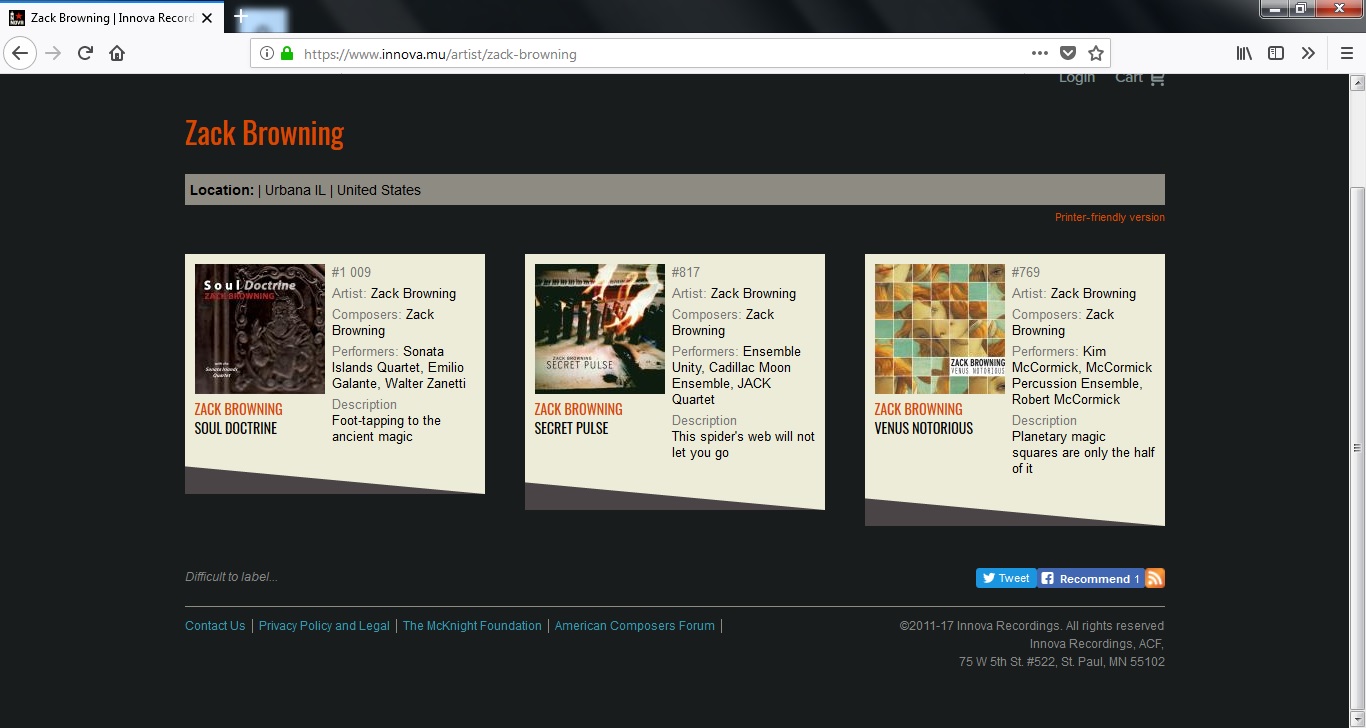 Zack Browning | Innova Record
https://www.innova.mu/artist/zack-browning
Login Cart
Zack Browning
Location: | Urbana IL | United States
Printer-friendly version
Soul Doctrine
ZACK BROWNING
with the
Sonata Islands
Quartet
ZACK BROWNING
SOUL DOCTRINE
#1 009
Artist: Zack Browning
Composers: Zack
Browning
Performers: Sonata
Islands Quartet, Emilio
Galante, Walter Zanetti
Description
Foot-tapping to the
ancient magic
ZACK BROWNING
SECRET PULSE
ZACK BROWNING
SECRET PULSE
#817
Artist: Zack Browning
Composers: Zack
Browning
Performers: Ensemble
Unity, Cadillac Moon
Ensemble, JACK
Quartet
Description
This spider's web will not
let you go
ZACK BROWNING
VENUS NOTORIOUS
ZACK BROWNING
VENUS NOTORIOUS
#769
Artist: Zack Browning
Composers: Zack
Browning
Performers: Kim
McCormick, McCormick
Percussion Ensemble,
Robert McCormick
Description
Planetary magic
squares are only the half
of it
Difficult to label...
Tweet
Recommend 1
Contact Us | Privacy Policy and Legal | The McKnight Foundation | American Composers Forum |
©2011-17 Innova Recordings. All rights reserved
Innova Recordings, ACF,
75 W 5th St. #522, St. Paul, MN 55102